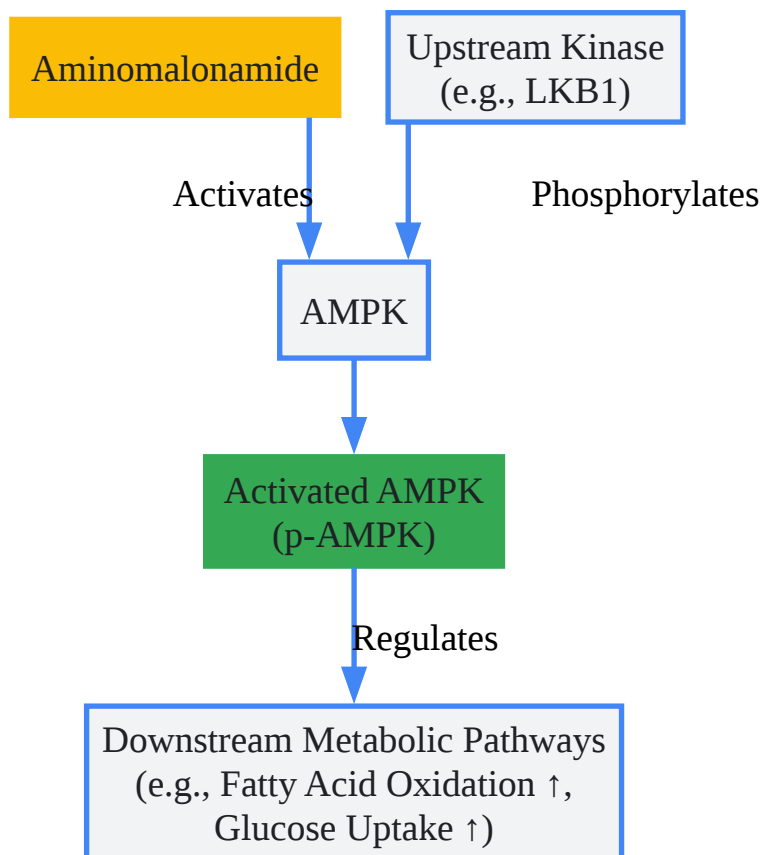 Aminomalonamide
Upstream Kinase
(e.g., LKB1)
Activates
Phosphorylates
AMPK
Activated AMPK
(p-AMPK)
Regulates
Downstream Metabolic Pathways
(e.g., Fatty Acid Oxidation ↑,
Glucose Uptake ↑)